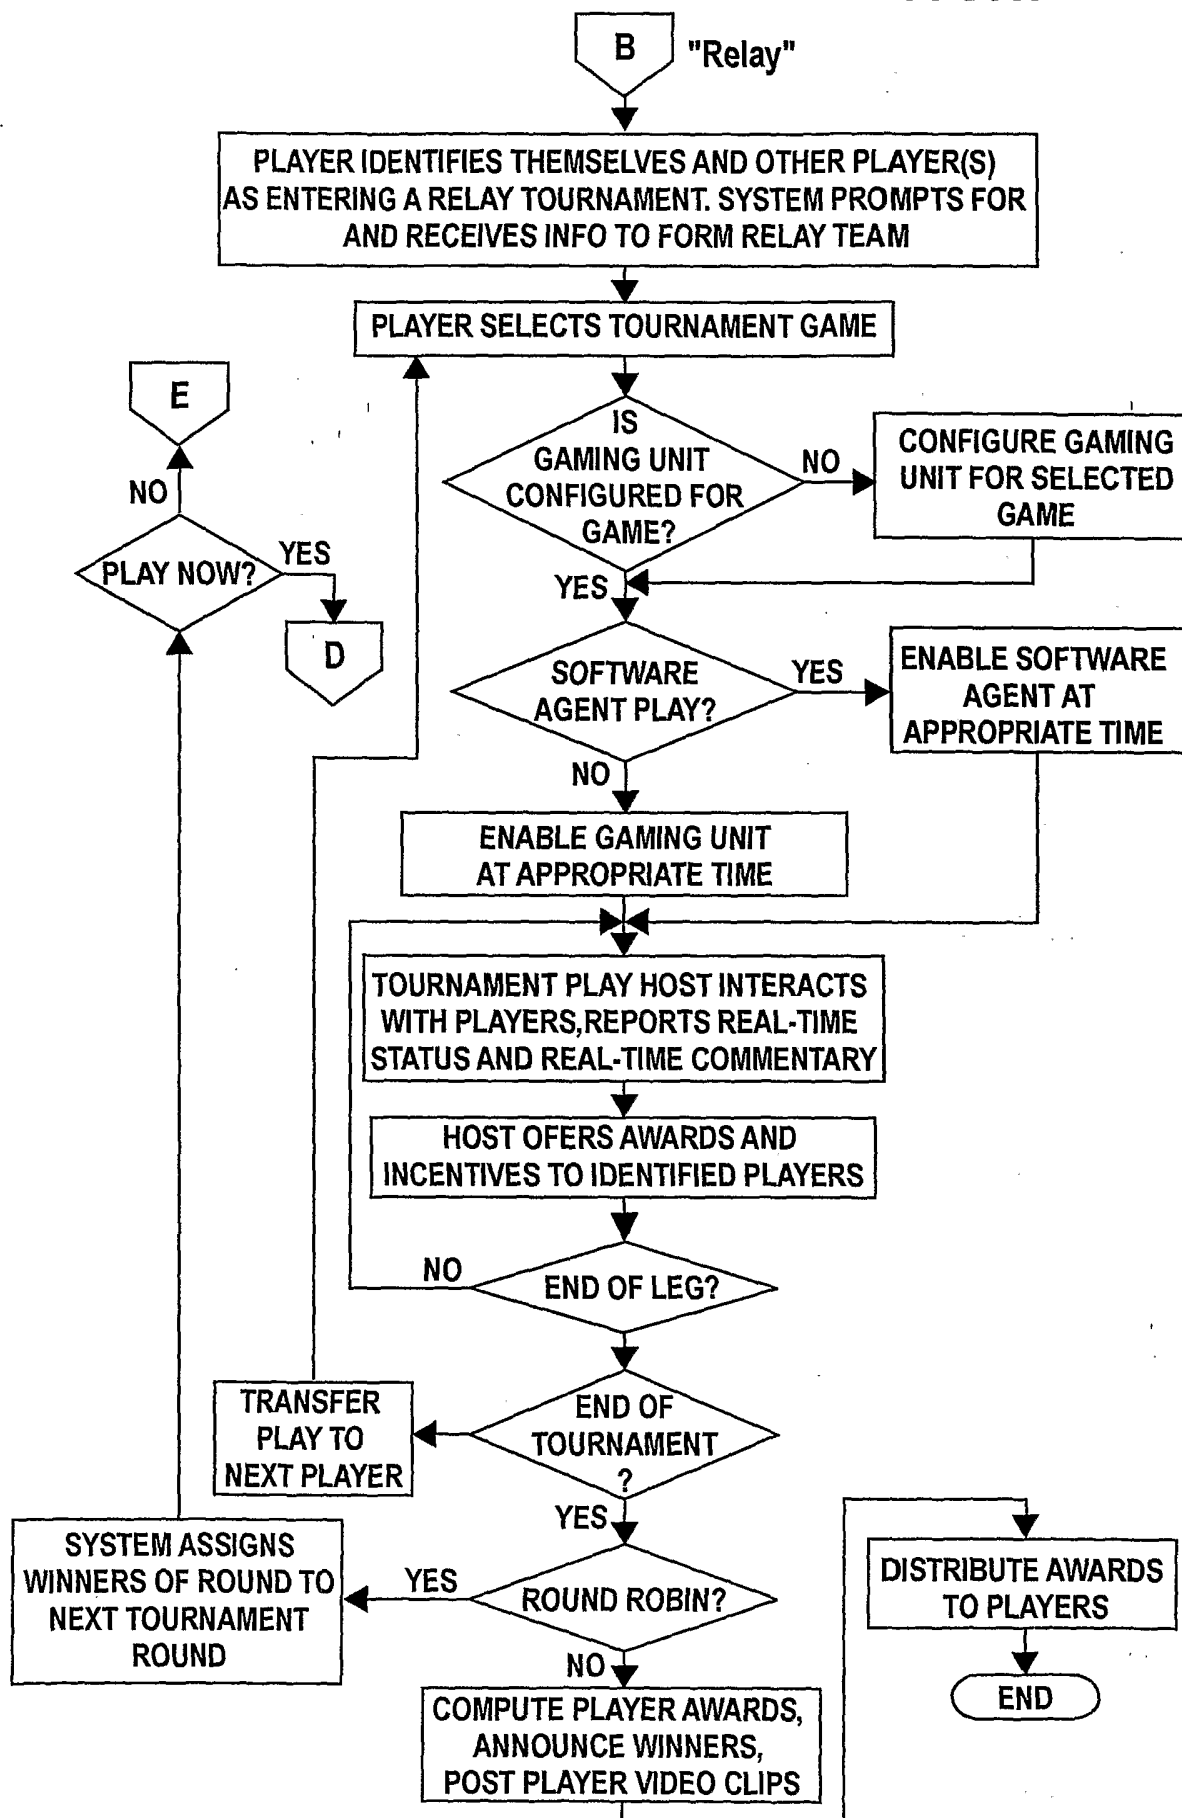 B "Relay"
PLAYER IDENTIFIES THEMSELVES AND OTHER PLAYER(S)
AS ENTERING A RELAY TOURNAMENT. SYSTEM PROMPTS FOR
AND RECEIVES INFO TO FORM RELAY TEAM
PLAYER SELECTS TOURNAMENT GAME
IS
GAMING UNIT
CONFIGURED FOR
GAME?
NO
CONFIGURE GAMING
UNIT FOR SELECTED
GAME
YES
E
NO
PLAY NOW?
YES
D
SOFTWARE
AGENT PLAY?
YES
ENABLE SOFTWARE
AGENT AT
APPROPRIATE TIME
NO
ENABLE GAMING UNIT
AT APPROPRIATE TIME
TOURNAMENT PLAY HOST INTERACTS
WITH PLAYERS,REPORTS REAL-TIME
STATUS AND REAL-TIME COMMENTARY
HOST OFERS AWARDS AND
INCENTIVES TO IDENTIFIED PLAYERS
NO
END OF LEG?
END OF
TOURNAMENT
?
TRANSFER
PLAY TO
NEXT PLAYER
YES
ROUND ROBIN?
YES
SYSTEM ASSIGNS
WINNERS OF ROUND TO
NEXT TOURNAMENT
ROUND
NO
COMPUTE PLAYER AWARDS,
ANNOUNCE WINNERS,
POST PLAYER VIDEO CLIPS
DISTRIBUTE AWARDS
TO PLAYERS
END